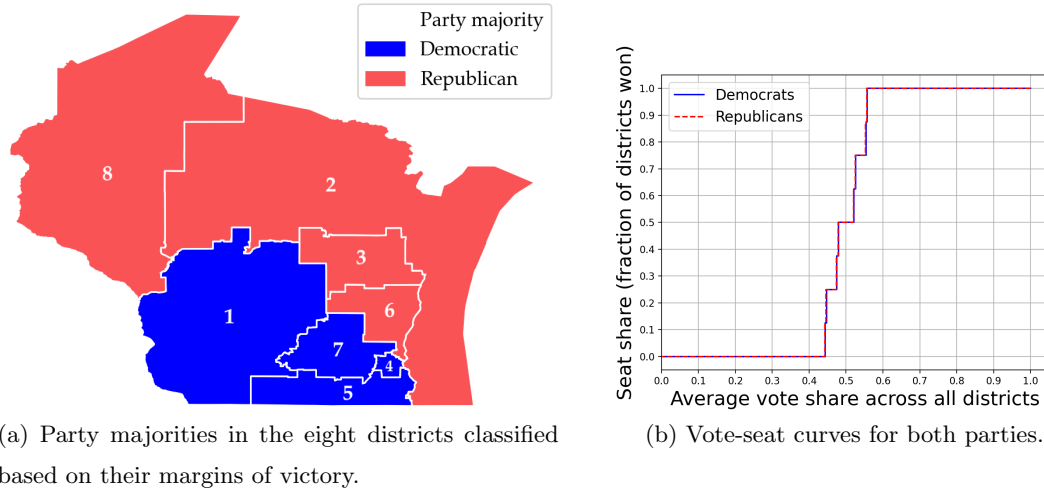 Party majority
Democratic
Republican
8
2
3
1
6
7
4
5
(a) Party majorities in the eight districts classified
based on their margins of victory.
Seat share (fraction of districts won)
1.0
0.9
0.8
0.7
0.6
0.5
0.4
0.3
0.2
0.1
0.0
Democrats
Republicans
0.0 0.1 0.2 0.3 0.4 0.5 0.6 0.7 0.8 0.9 1.0
Average vote share across all districts
(b) Vote-seat curves for both parties.